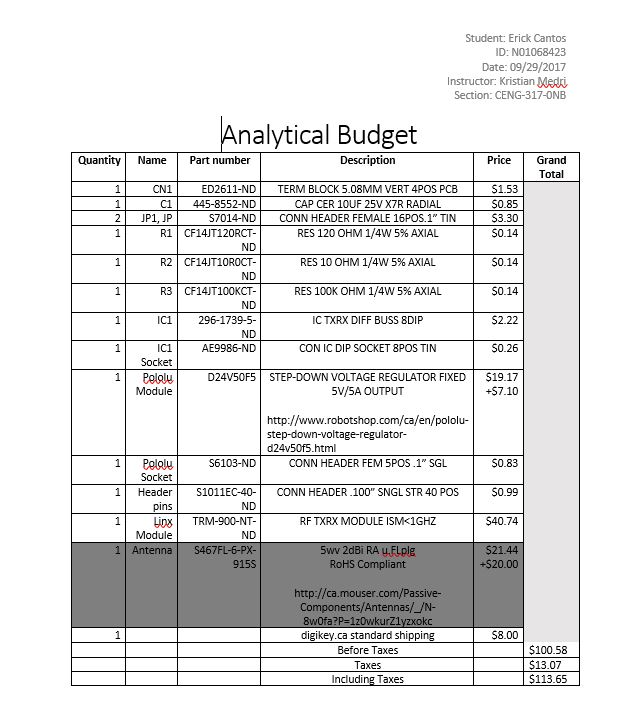 Student: Erick Cantos
ID: N01068423
Date: 09/29/2017
Instructor: Kristian Medri
Section: CENG-317-0NB
Analytical Budget
Quantity Name Part number Description Price Grand Total
1 CN1 ED2611-ND TERM BLOCK 5.08MM VERT 4POS PCB $1.53
1 C1 445-8552-ND CAP CER 10UF 25V X7R RADIAL $0.85
2 JP1, JP S7014-ND CONN HEADER FEMALE 16POS.1" TIN $3.30
1 R1 CF14JT120RCT-ND RES 120 OHM 1/4W 5% AXIAL $0.14
1 R2 CF14JT10R0CT-ND RES 10 OHM 1/4W 5% AXIAL $0.14
1 R3 CF14JT100KCT-ND RES 100K OHM 1/4W 5% AXIAL $0.14
1 IC1 296-1739-5-ND IC TXRX DIFF BUSS 8DIP $2.22
1 IC1 Socket AE9986-ND CON IC DIP SOCKET 8POS TIN $0.26
1 Pololu Module D24V50F5 STEP-DOWN VOLTAGE REGULATOR FIXED $19.17
5V/5A OUTPUT +$7.10
http://www.robotshop.com/ca/en/pololu-
step-down-voltage-regulator-
d24v50f5.html
1 Pololu Socket S6103-ND CONN HEADER FEM 5POS .1" SGL $0.83
1 Header pins S1011EC-40-ND CONN HEADER .100" SNGL STR 40 POS $0.99
1 Linx Module TRM-900-NT-ND RF TXRX MODULE ISM<1GHZ $40.74
1 Antenna S467FL-6-PX-915S 5wv 2dBi RA u.FLplg $21.44
RoHS Compliant +$20.00
http://ca.mouser.com/Passive-
Components/Antennas/_/N-
8w0fa?P=1z0wkurZ1yzxokc
1 digikey.ca standard shipping $8.00
Before Taxes $100.58
Taxes $13.07
Including Taxes $113.65